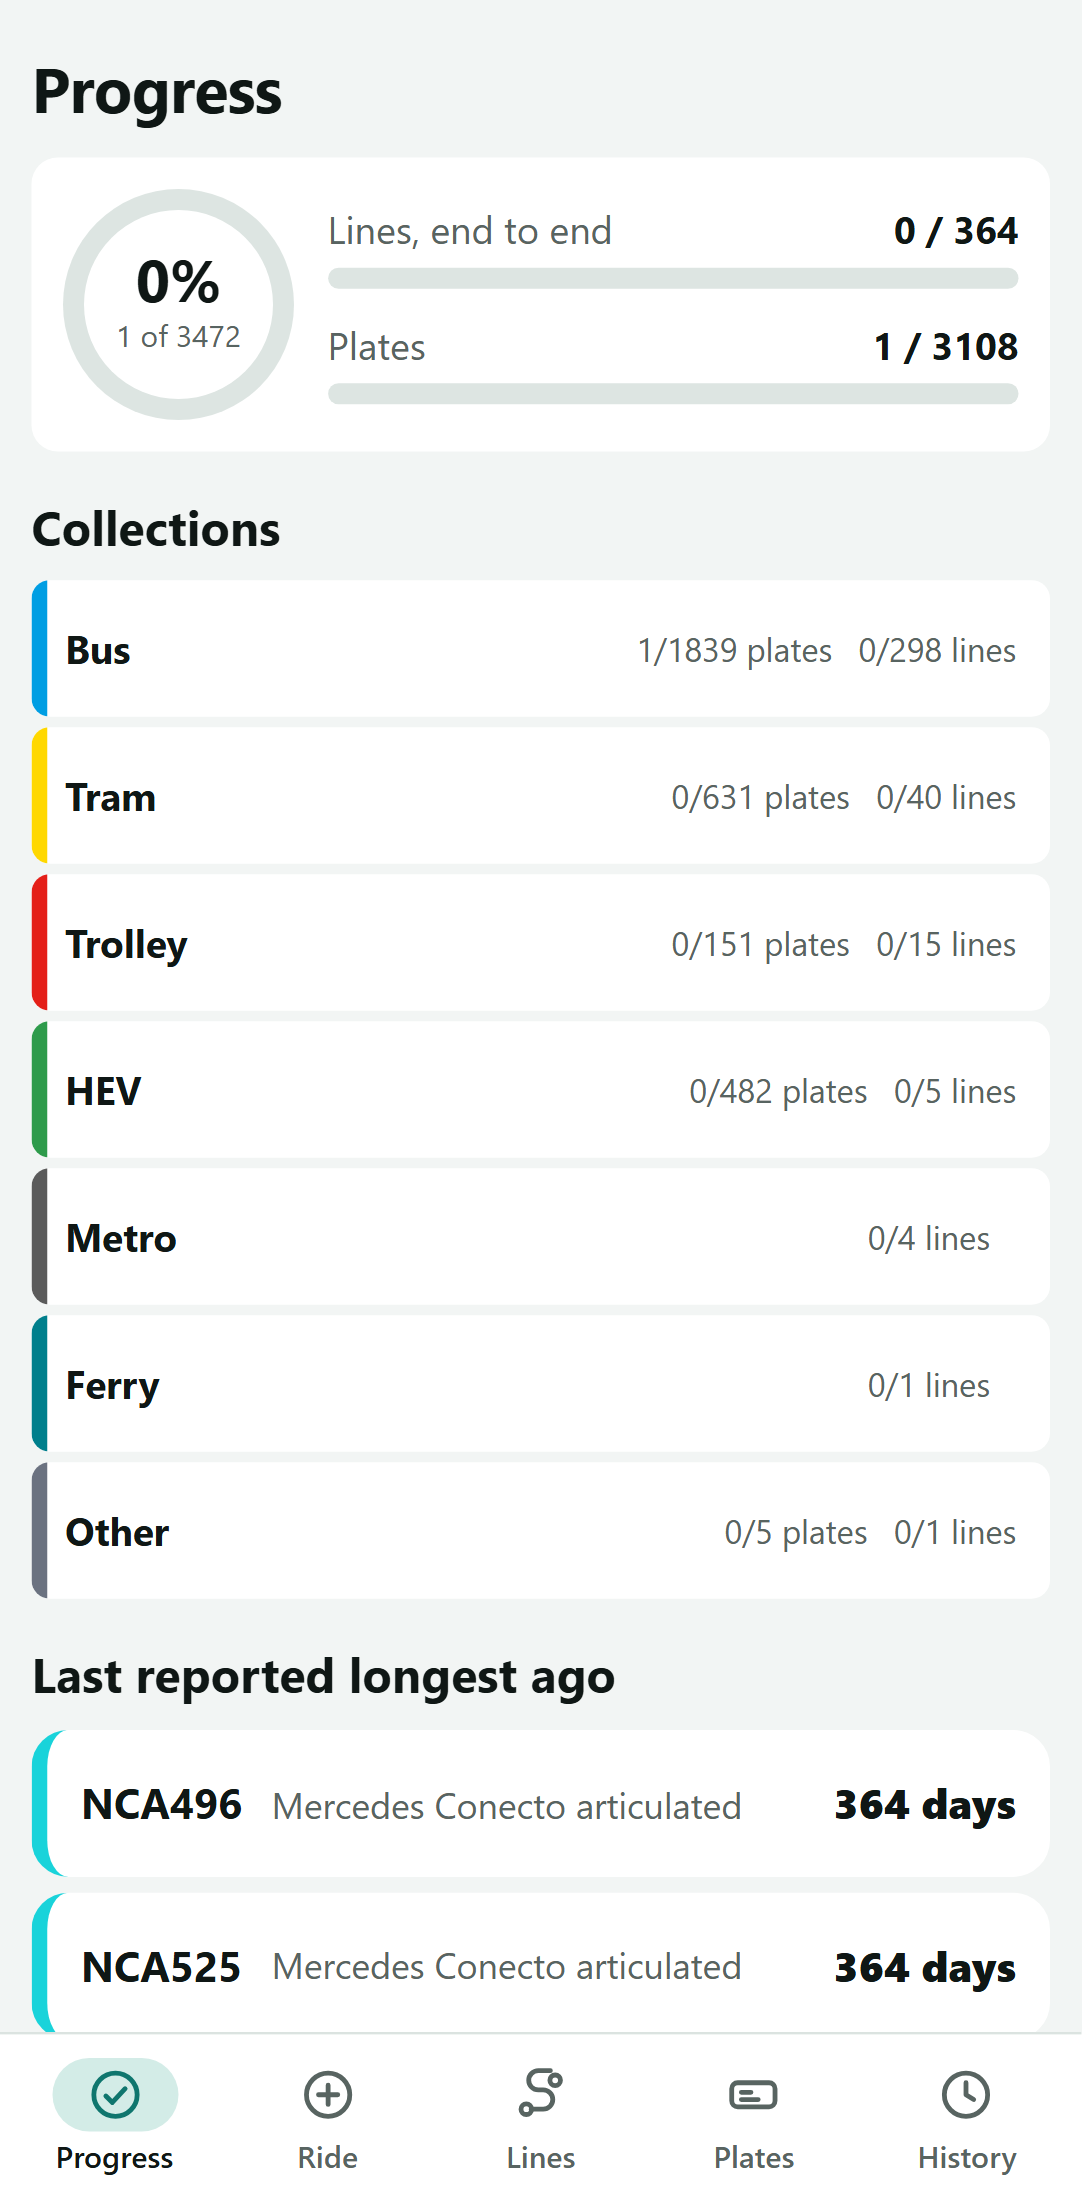 Progress
0%
1 of 3472
Lines, end to end 0 / 364
Plates 1 / 3108
Collections
Bus 1/1839 plates 0/298 lines
Tram 0/631 plates 0/40 lines
Trolley 0/151 plates 0/15 lines
HEV 0/482 plates 0/5 lines
Metro 0/4 lines
Ferry 0/1 lines
Other 0/5 plates 0/1 lines
Last reported longest ago
NCA496 Mercedes Conecto articulated 364 days
NCA525 Mercedes Conecto articulated 364 days
Progress Ride Lines Plates History